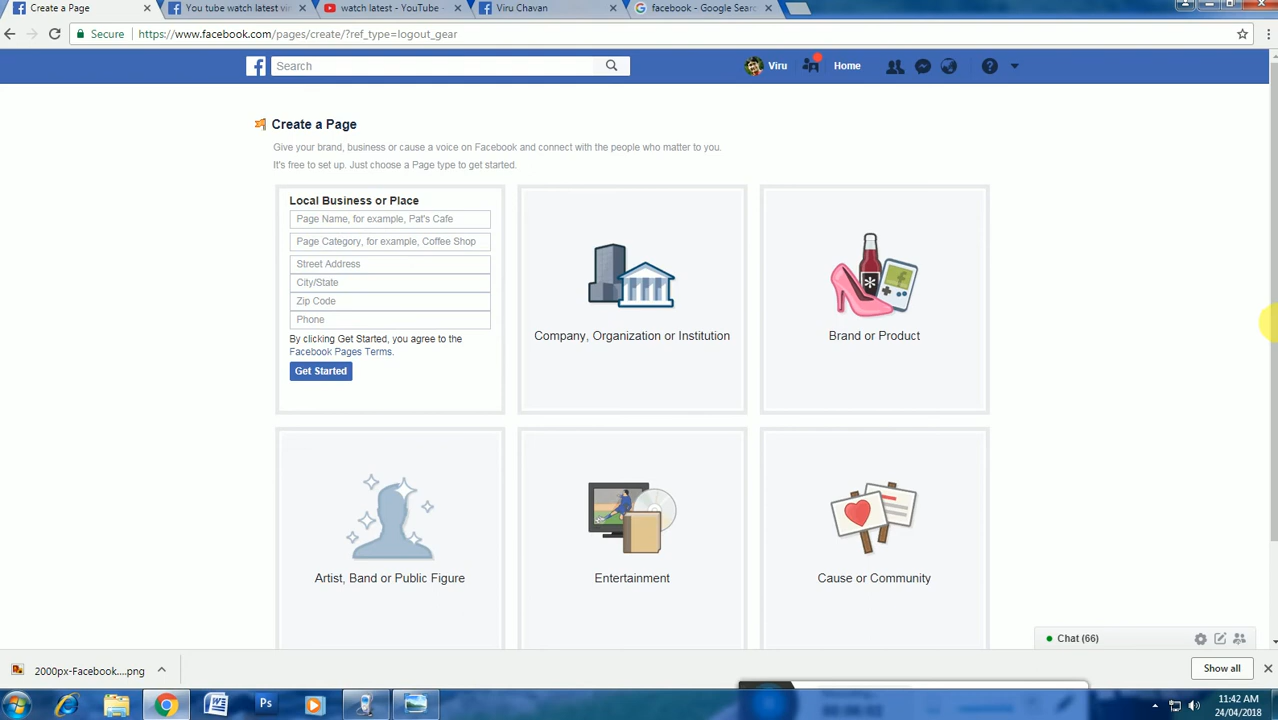 Create a Page
You tube watch latest vi
watch latest - YouTube -
Viru Chavan
facebook - Google Searc
Secure
https://www.facebook.com/pages/create/?ref_type=logout_gear
Search
Viru
Home
Create a Page
Give your brand, business or cause a voice on Facebook and connect with the people who matter to you.
It's free to set up. Just choose a Page type to get started.
Local Business or Place
Page Name, for example, Pat's Cafe
Page Category, for example, Coffee Shop
Street Address
City/State
Zip Code
Phone
By clicking Get Started, you agree to the
Facebook Pages Terms.
Get Started
Company, Organization or Institution
Brand or Product
Artist, Band or Public Figure
Entertainment
Cause or Community
Chat (66)
2000px-Facebook....png
Show all
Ps
11:42 AM
24/04/2018